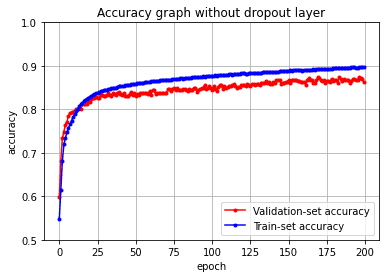 Accuracy graph without dropout layer
1.0
0.9
0.8
0.7
0.6
0.5
accuracy
0 25 50 75 100 125 150 175 200
epoch
Validation-set accuracy
Train-set accuracy